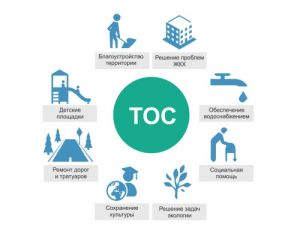 Благоустройство
территории
Решение проблем
ЖКХ
Детские
площадки
ТОС
Обеспечение
водоснабжением
Ремонт дорог
и тратуаров
Социальная
помощь
Сохранение
культуры
Решение задач
экологии